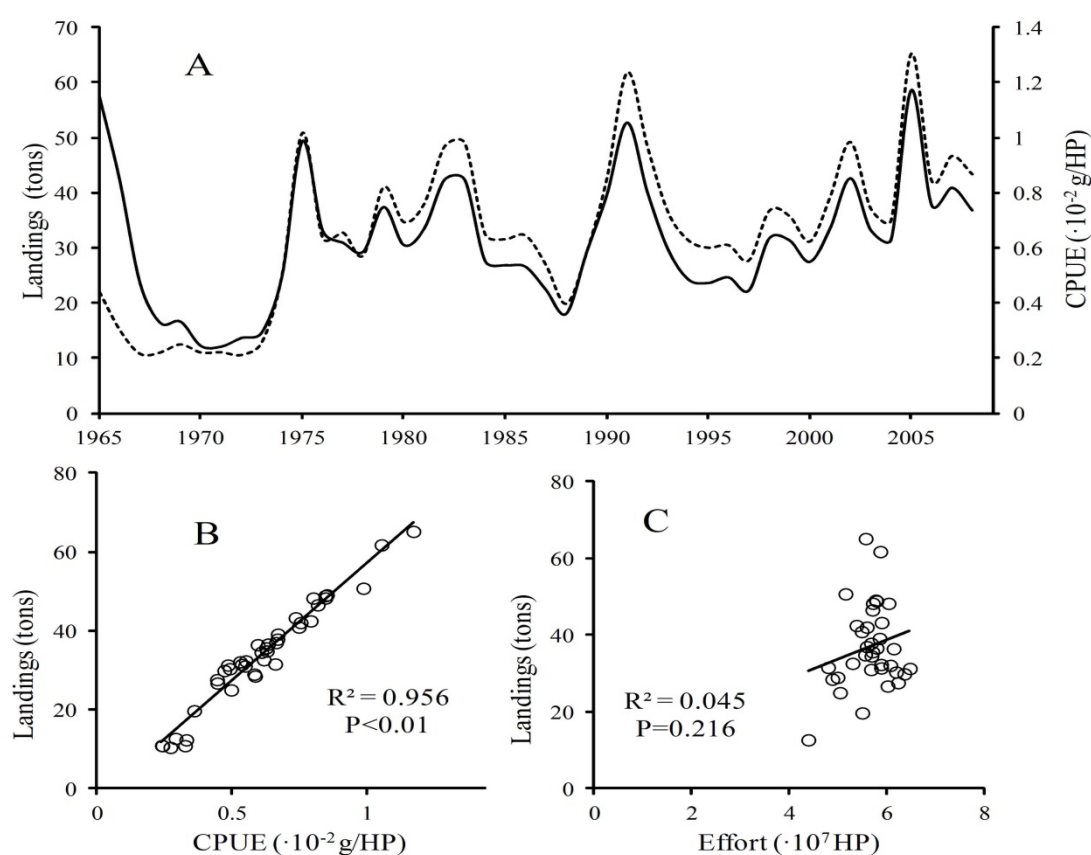 A
Landings (tons)
70
60
50
40
30
20
10
0
CPUE (·10-2 g/HP)
1.4
1.2
1
0.8
0.6
0.4
0.2
0
1965 1970 1975 1980 1985 1990 1995 2000 2005
B
Landings (tons)
80
60
40
20
0
R² = 0.956
P<0.01
0 0.5 1
CPUE (·10-2 g/HP)
C
Landings (tons)
80
60
40
20
0
R² = 0.045
P=0.216
0 2 4 6 8
Effort (·10⁷HP)